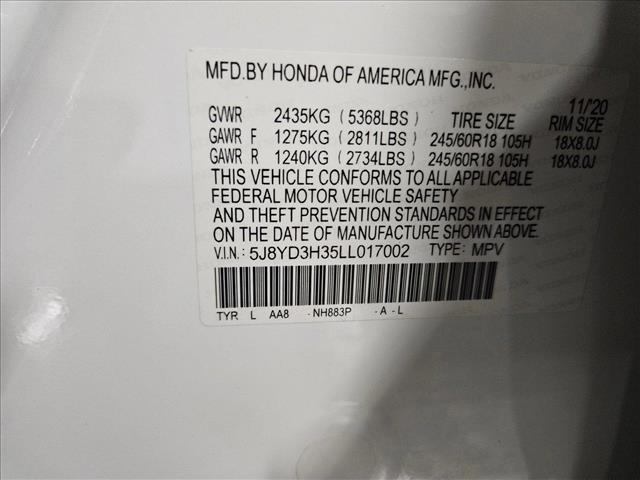 MFD. BY HONDA OF AMERICA MFG., INC.
11/'20
GVWR 2435KG (5368LBS) TIRE SIZE RIM SIZE
GAWR F 1275KG (2811LBS) 245/60R18 105H 18X8.0J
GAWR R 1240KG (2734LBS) 245/60R18 105H 18X8.0J
THIS VEHICLE CONFORMS TO ALL APPLICABLE
FEDERAL MOTOR VEHICLE SAFETY
AND THEFT PREVENTION STANDARDS IN EFFECT
ON THE DATE OF MANUFACTURE SHOWN ABOVE.
V.I.N.: 5J8YD3H35LL017002 TYPE: MPV
TYR L AA8 -NH883P -A-L